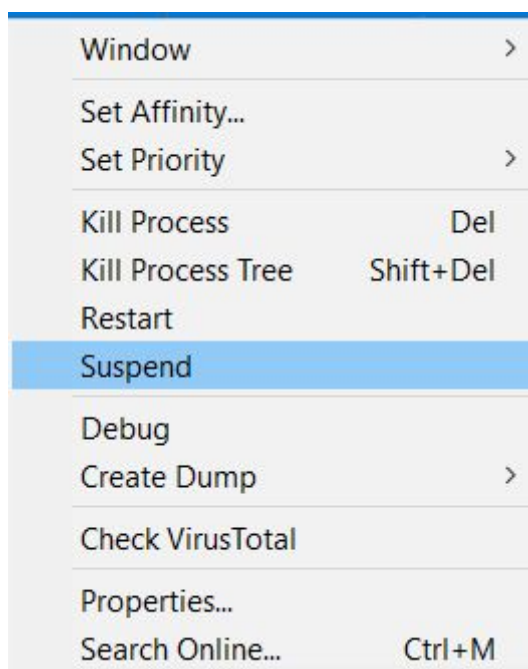 Window
Set Affinity...
Set Priority
Kill Process Del
Kill Process Tree Shift+Del
Restart
Suspend
Debug
Create Dump
Check VirusTotal
Properties...
Search Online... Ctrl+M